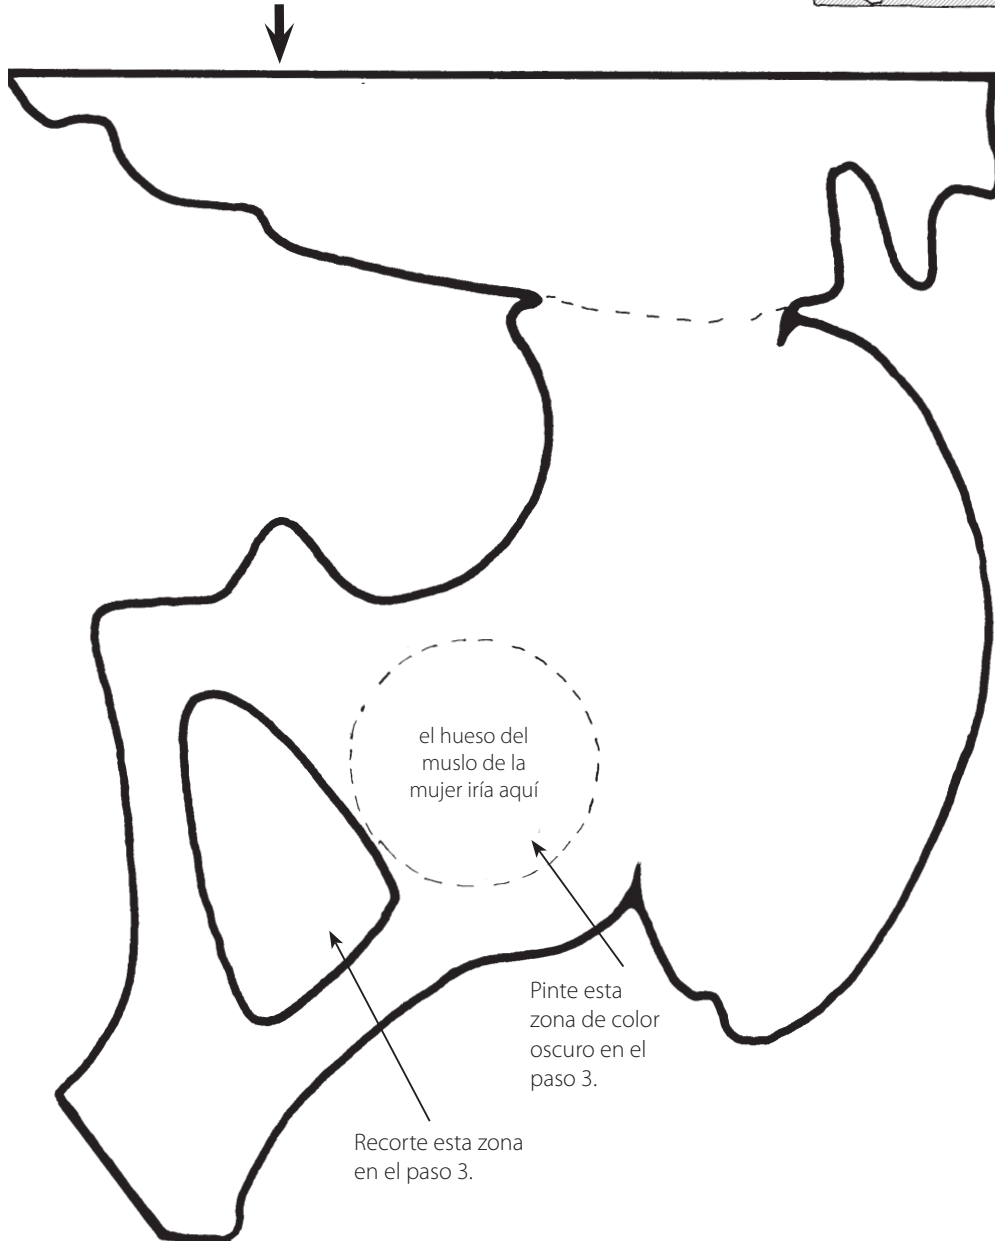 el hueso del
muslo de la
mujer iría aquí
Pinte esta
zona de color
oscuro en el
paso 3.
Recorte esta zona
en el paso 3.